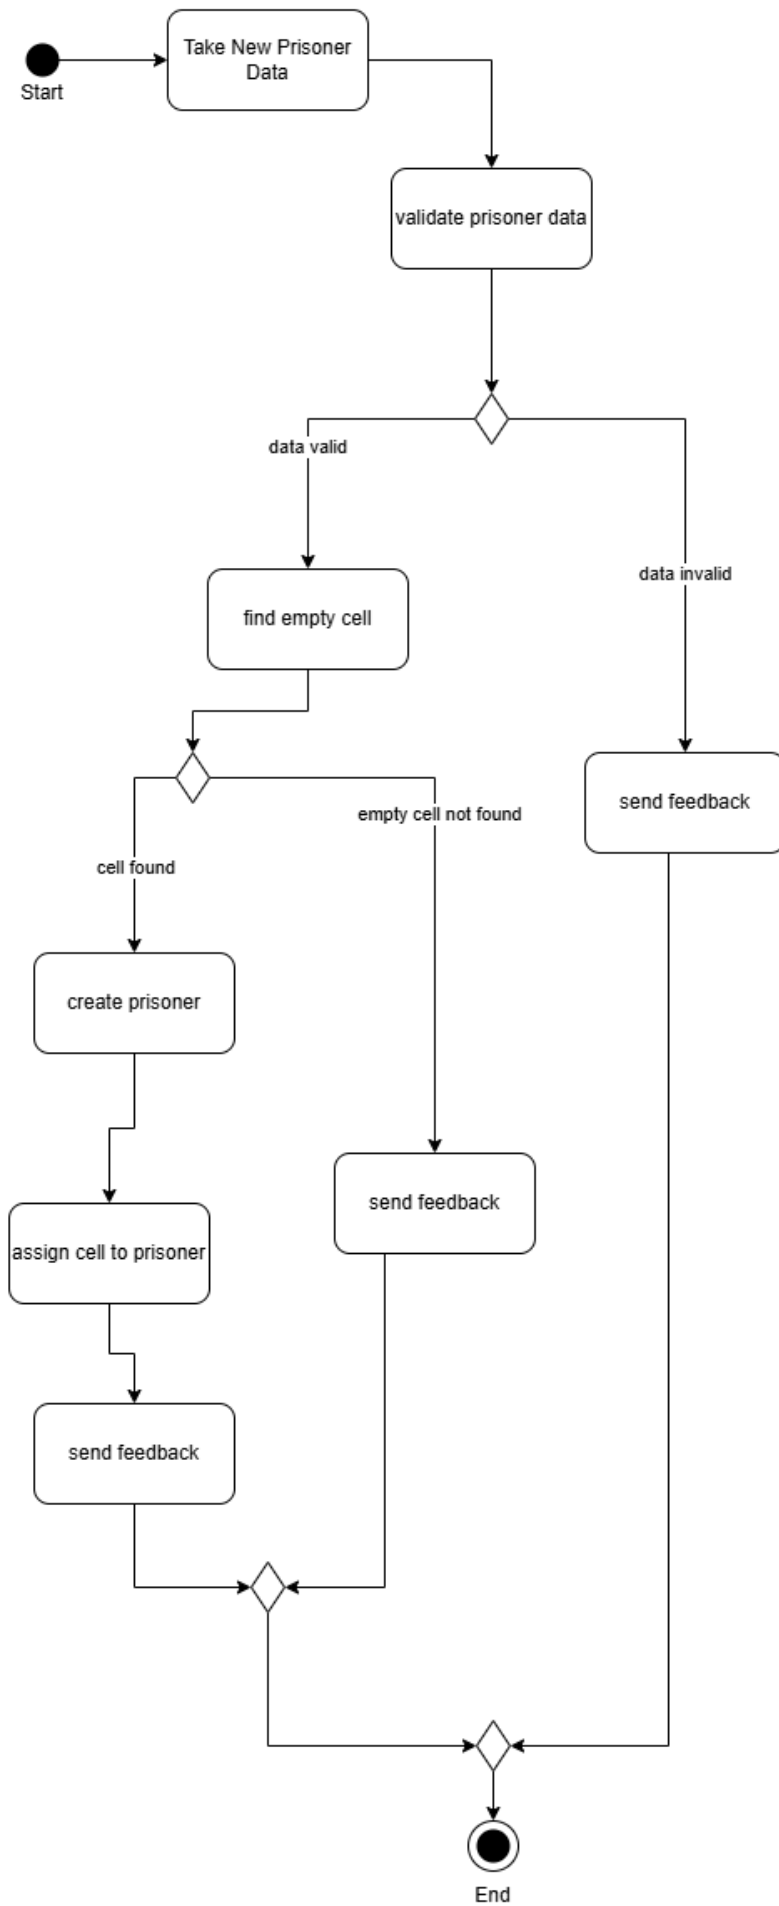 Take New Prisoner
Data
Start
validate prisoner data
data valid
data invalid
find empty cell
send feedback
empty cell not found
cell found
create prisoner
send feedback
assign cell to prisoner
send feedback
End